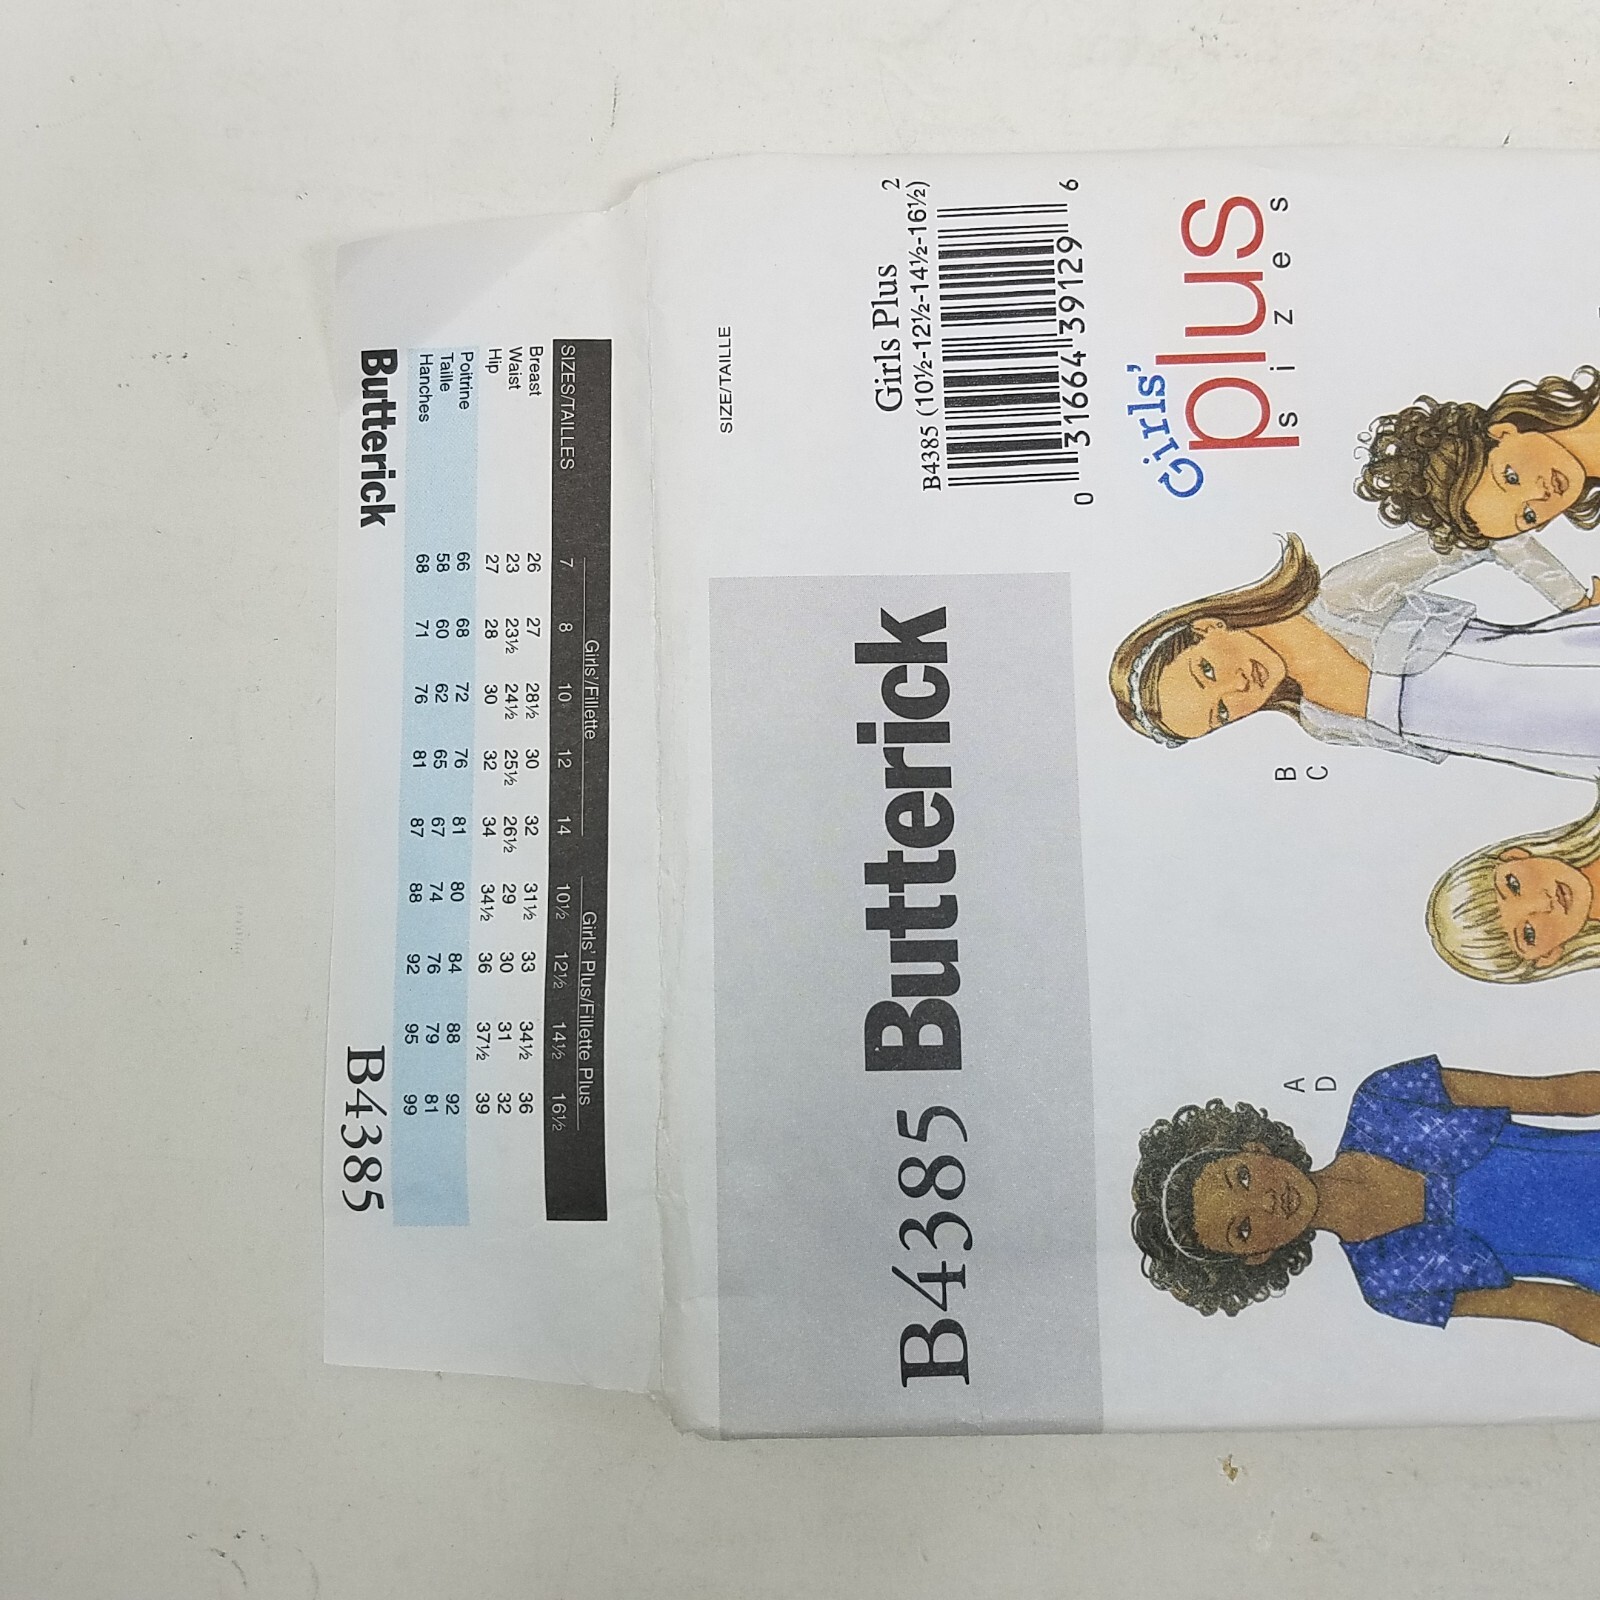 SIZES/TAILLES
Girls'/Fillette
Girls' Plus/Fillette Plus
7 8 10 12 14 10½ 12½ 14½ 16½
Breast 26 27 28½ 30 32 31½ 33 34½ 36
Waist 23 23½ 24½ 25½ 26½ 29 30 31 32
Hip 27 28 30 32 34 34½ 36 37½ 39
Poitrine 66 68 72 76 81 80 84 88 92
Taille 58 60 62 65 67 74 76 79 81
Hanches 68 71 76 81 87 88 92 95 99
Butterick
B4385
SIZE/TAILLE
Girls Plus 2
B4385 (10½-12½-14½-16½)
0 31664 39129 6
B4385 Butterick
Girls'
plus
sizes
B
C
A
D